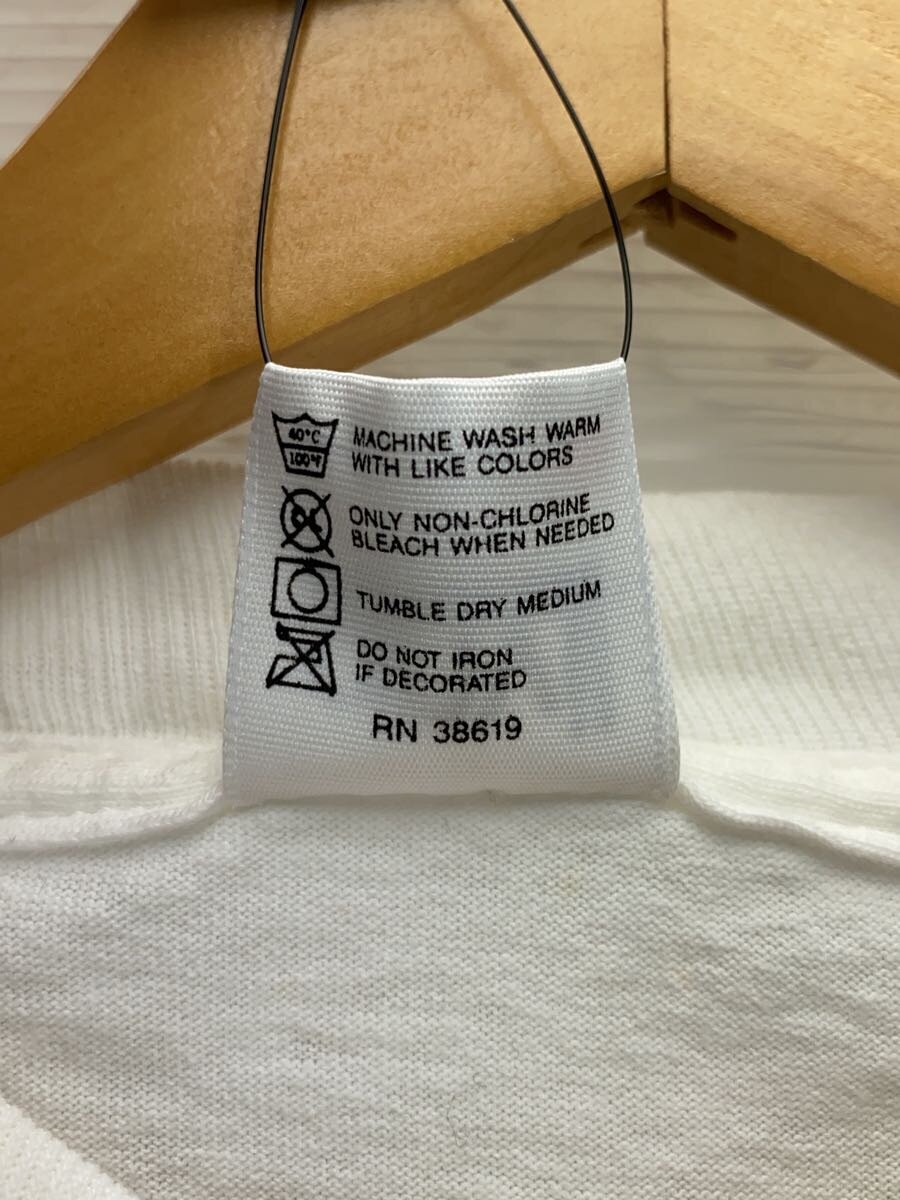 40°C
100°F
MACHINE WASH WARM
WITH LIKE COLORS
ONLY NON-CHLORINE
BLEACH WHEN NEEDED
TUMBLE DRY MEDIUM
DO NOT IRON
IF DECORATED
RN 38619